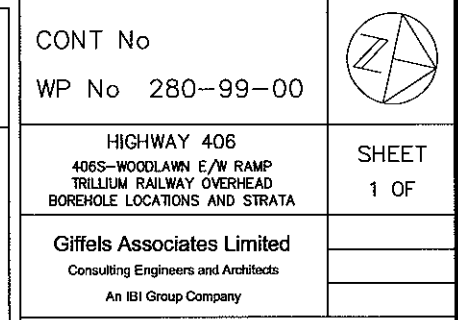 CONT No
WP No 280-99-00
Z
HIGHWAY 406
406S-WOODLAWN E/W RAMP
TRILLIUM RAILWAY OVERHEAD
BOREHOLE LOCATIONS AND STRATA
SHEET
1 OF
Giffels Associates Limited
Consulting Engineers and Architects
An IBI Group Company